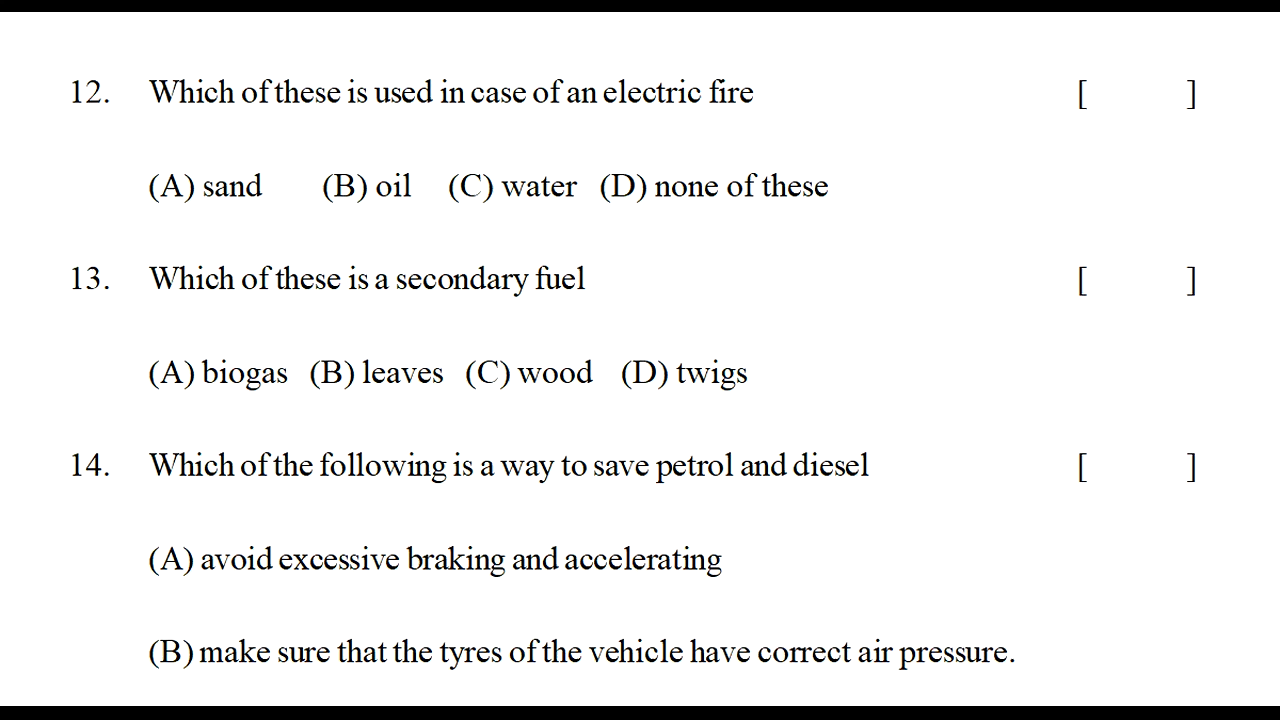 12. Which of these is used in case of an electric fire [ ]
(A) sand (B) oil (C) water (D) none of these
13. Which of these is a secondary fuel [ ]
(A) biogas (B) leaves (C) wood (D) twigs
14. Which of the following is a way to save petrol and diesel [ ]
(A) avoid excessive braking and accelerating
(B) make sure that the tyres of the vehicle have correct air pressure.